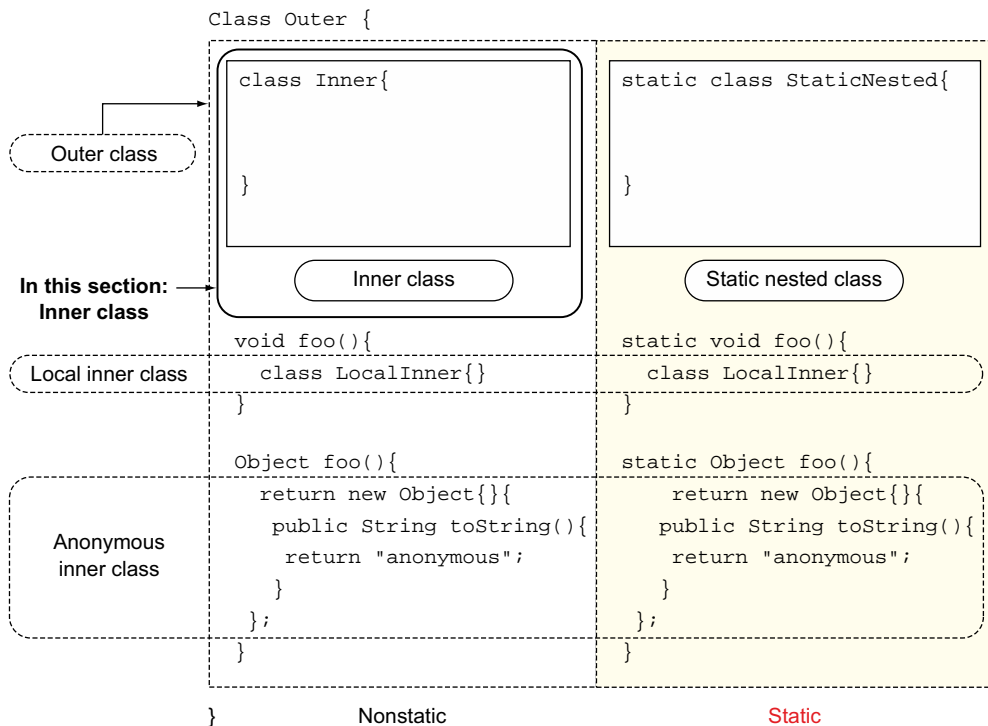 Class Outer {
class Inner{
}
Inner class
static class StaticNested{
}
Static nested class
Outer class
In this section:
Inner class
void foo(){
class LocalInner{}
}
static void foo(){
class LocalInner{}
}
Local inner class
Object foo(){
return new Object{}{
public String toString(){
return "anonymous";
}
};
}
static Object foo(){
return new Object{}{
public String toString(){
return "anonymous";
}
};
}
Anonymous
inner class
}
Nonstatic
Static